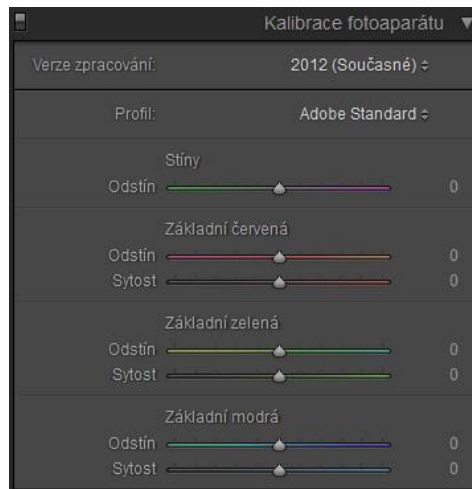 Kalibrace fotoaparátu
Verze zpracování: 2012 (Současné)
Profil: Adobe Standard
Stíny
Odstín 0
Základní červená
Odstín 0
Sytost 0
Základní zelená
Odstín 0
Sytost 0
Základní modrá
Odstín 0
Sytost 0